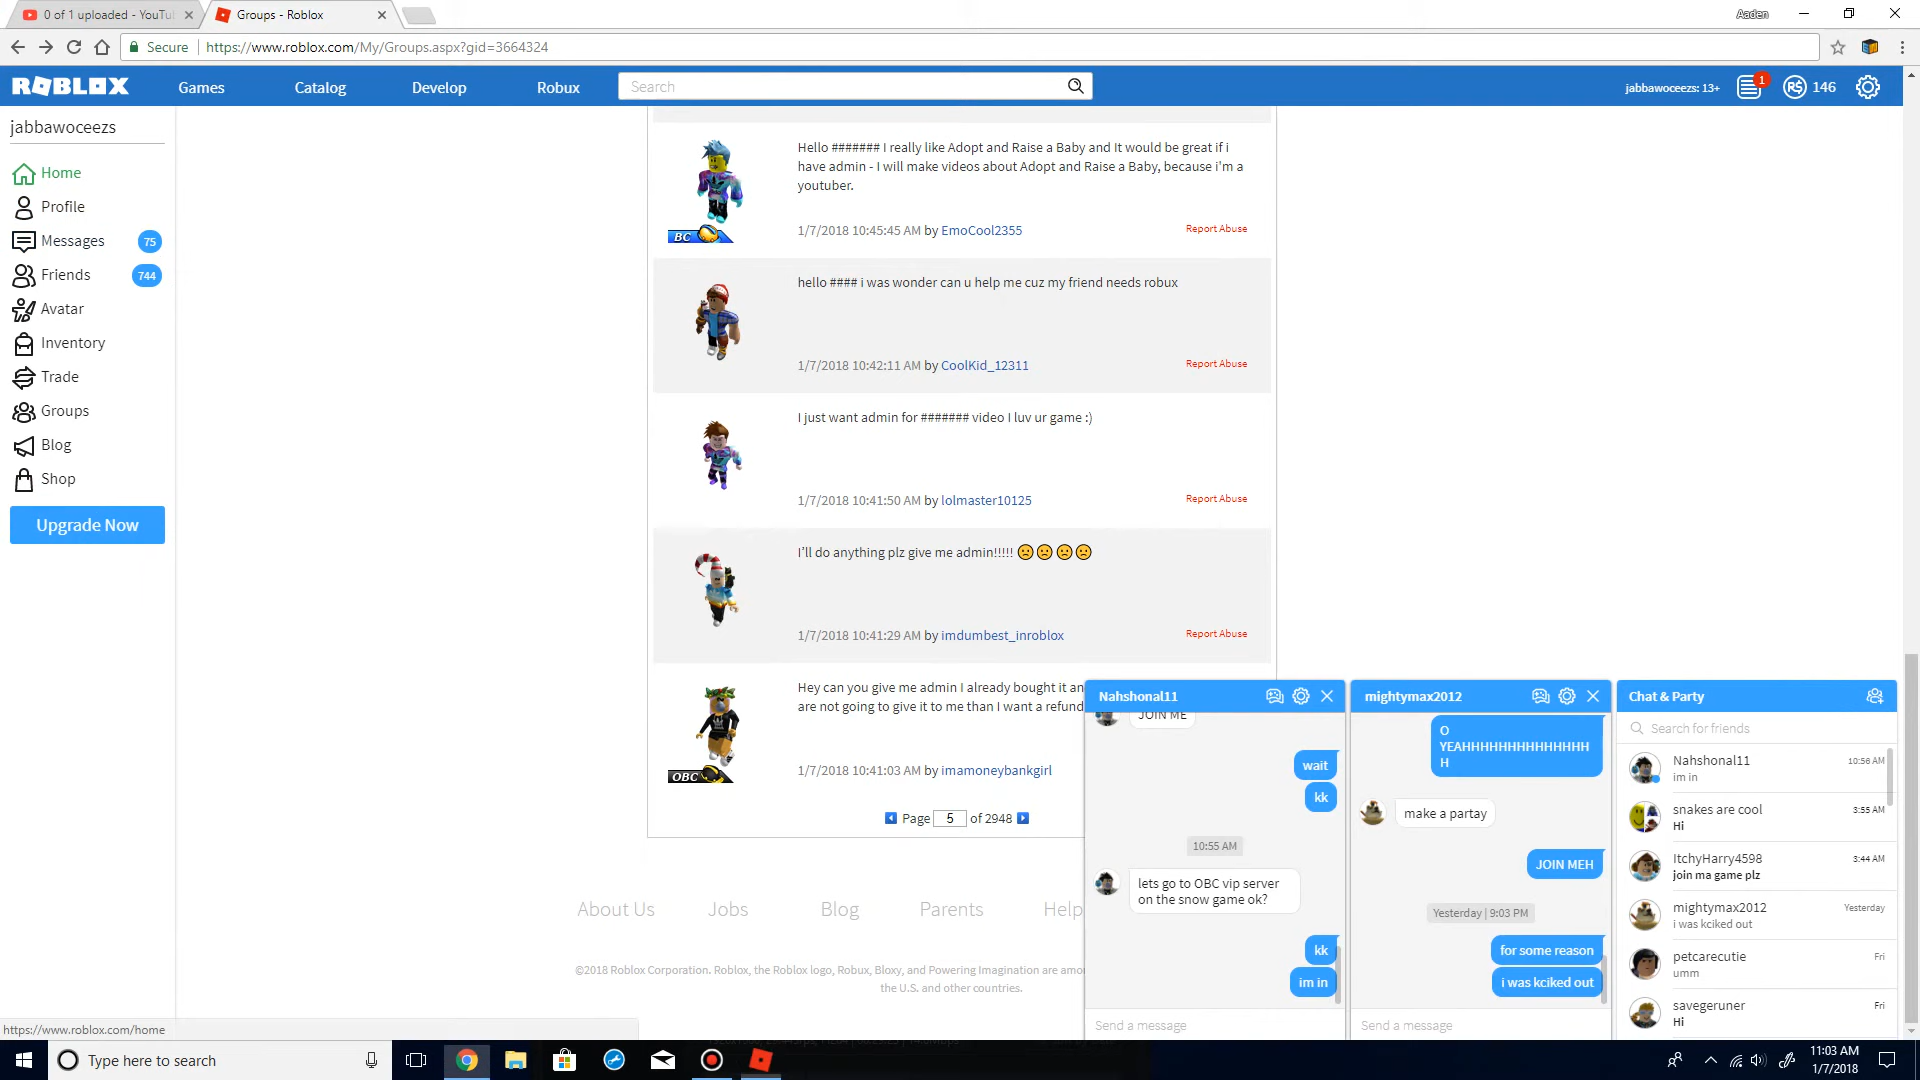 0 of 1 uploaded - YouTu
Groups - Roblox
Aaden
Secure
https://www.roblox.com/My/Groups.aspx?gid=3664324
ROBLOX
Games
Catalog
Develop
Robux
Search
jabbawoceezs: 13+
1
R$
146
jabbawoceezs
Home
Profile
Messages
75
Friends
744
Avatar
Inventory
Trade
Groups
Blog
Shop
Upgrade Now
Hello ####### I really like Adopt and Raise a Baby and It would be great if i
have admin - I will make videos about Adopt and Raise a Baby, because i'm a
youtuber.
BC
1/7/2018 10:45:45 AM by EmoCool2355
Report Abuse
hello #### i was wonder can u help me cuz my friend needs robux
1/7/2018 10:42:11 AM by CoolKid_12311
Report Abuse
I just want admin for ####### video I luv ur game :)
1/7/2018 10:41:50 AM by lolmaster10125
Report Abuse
I'll do anything plz give me admin!!!!! 🙁🙁🙁🙁
1/7/2018 10:41:29 AM by imdumbest_inroblox
Report Abuse
Hey can you give me admin I already bought it an
are not going to give it to me than I want a refund
OBC
1/7/2018 10:41:03 AM by imamoneybankgirl
Page 5 of 2948
About Us
Jobs
Blog
Parents
Help
©2018 Roblox Corporation. Roblox, the Roblox logo, Robux, Bloxy, and Powering Imagination are amo
the U.S. and other countries.
Nahshonal11
JOIN ME
wait
kk
10:55 AM
lets go to OBC vip server
on the snow game ok?
kk
im in
Send a message
mightymax2012
O
YEAHHHHHHHHHHHHHH
H
make a partay
JOIN MEH
Yesterday | 9:03 PM
for some reason
i was kciked out
Send a message
Chat & Party
Search for friends
Nahshonal11
10:56 AM
im in
snakes are cool
3:55 AM
Hi
ItchyHarry4598
3:44 AM
join ma game plz
mightymax2012
Yesterday
i was kciked out
petcarecutie
Fri
umm
savegeruner
Fri
Hi
https://www.roblox.com/home
Type here to search
11:03 AM
1/7/2018